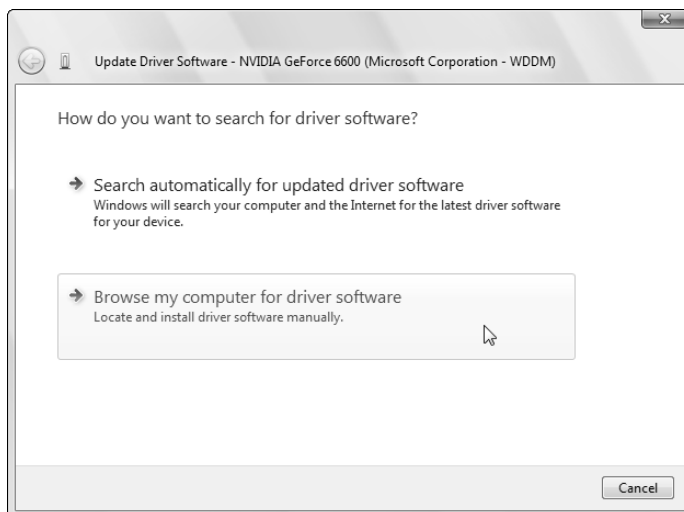 Update Driver Software - NVIDIA GeForce 6600 (Microsoft Corporation - WDDM)
How do you want to search for driver software?
Search automatically for updated driver software
Windows will search your computer and the Internet for the latest driver software
for your device.
Browse my computer for driver software
Locate and install driver software manually.
Cancel